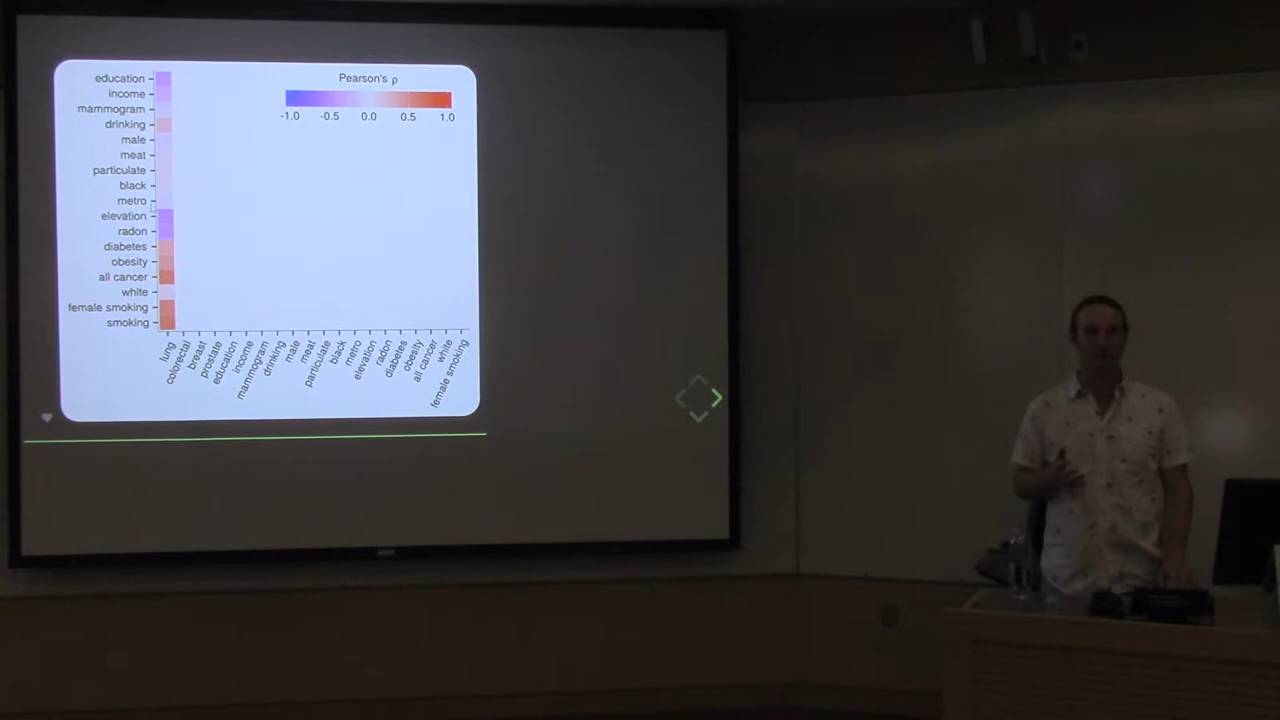 Pearson's ρ
-1.0 -0.5 0.0 0.5 1.0
education
income
mammogram
drinking
male
meat
particulate
black
metro
elevation
radon
diabetes
obesity
all cancer
white
female smoking
smoking
lung
colorectal
breast
prostate
education
income
mammogram
drinking
male
meat
particulate
black
metro
elevation
radon
diabetes
obesity
all cancer
white
female smoking